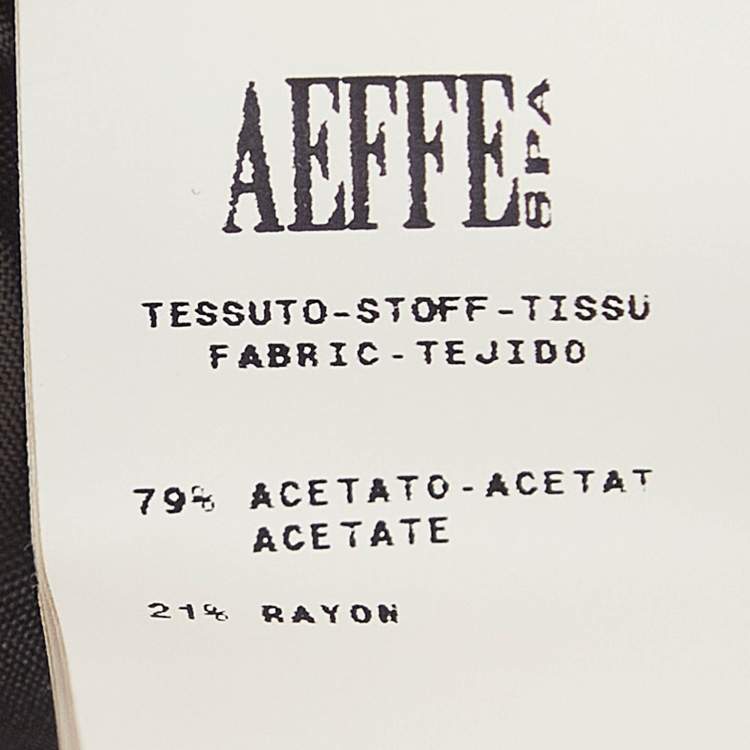 AEFFE SPA
TESSUTO-STOFF-TISSU
FABRIC-TEJIDO
79% ACETATO-ACETAT
ACETATE
21% RAYON